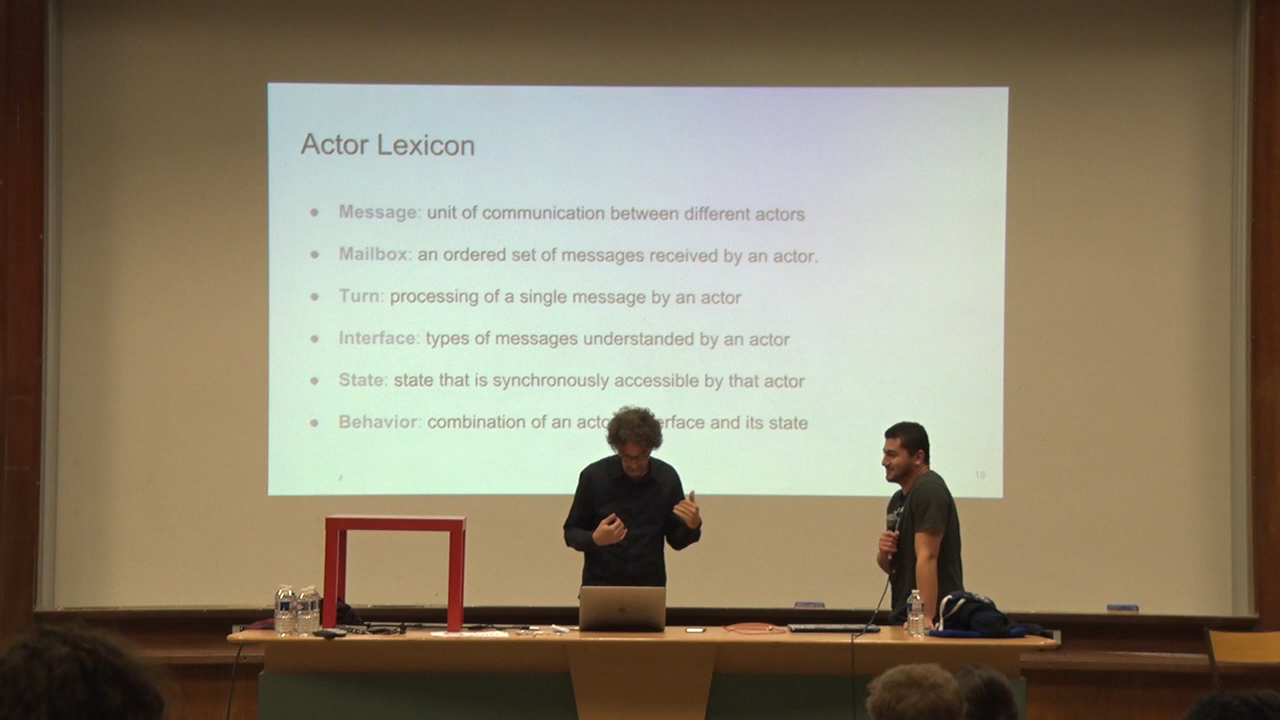 Actor Lexicon
● Message: unit of communication between different actors
● Mailbox: an ordered set of messages received by an actor.
● Turn: processing of a single message by an actor
● Interface: types of messages understanded by an actor
● State: state that is synchronously accessible by that actor
● Behavior: combination of an acto erface and its state